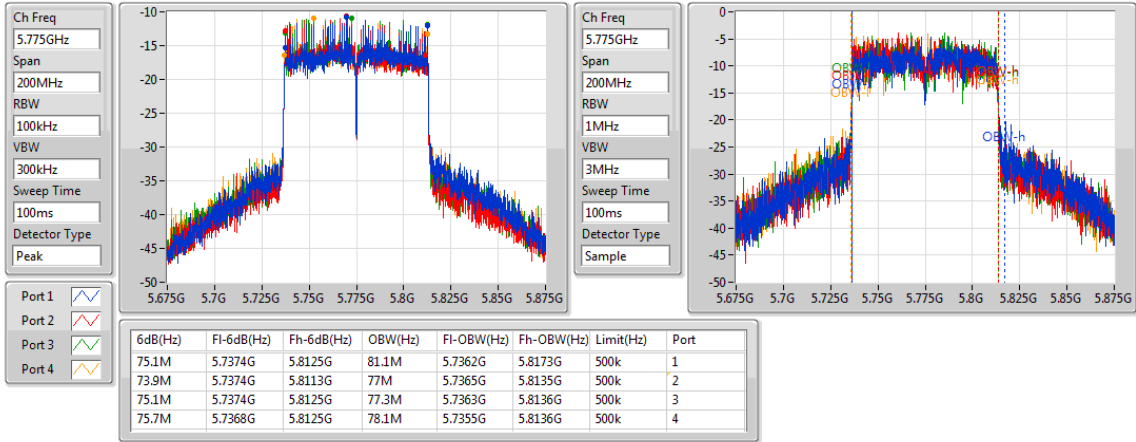 Ch Freq
5.775GHz
Span
200MHz
RBW
100kHz
VBW
300kHz
Sweep Time
100ms
Detector Type
Peak
-10
-15
-20
-25
-30
-35
-40
-45
-50
5.675G 5.7G 5.725G 5.75G 5.775G 5.8G 5.825G 5.85G 5.875G
Ch Freq
5.775GHz
Span
200MHz
RBW
1MHz
VBW
3MHz
Sweep Time
100ms
Detector Type
Sample
0
-5
-10
-15
-20
-25
-30
-35
-40
-45
-50
OBW-h
OBW-h
OBW-h
5.675G 5.7G 5.725G 5.75G 5.775G 5.8G 5.825G 5.85G 5.875G
Port 1
Port 2
Port 3
Port 4
6dB(Hz) Fl-6dB(Hz) Fh-6dB(Hz) OBW(Hz) Fl-OBW(Hz) Fh-OBW(Hz) Limit(Hz) Port
75.1M 5.7374G 5.8125G 81.1M 5.7362G 5.8173G 500k 1
73.9M 5.7374G 5.8113G 77M 5.7365G 5.8135G 500k 2
75.1M 5.7374G 5.8125G 77.3M 5.7363G 5.8136G 500k 3
75.7M 5.7368G 5.8125G 78.1M 5.7355G 5.8136G 500k 4